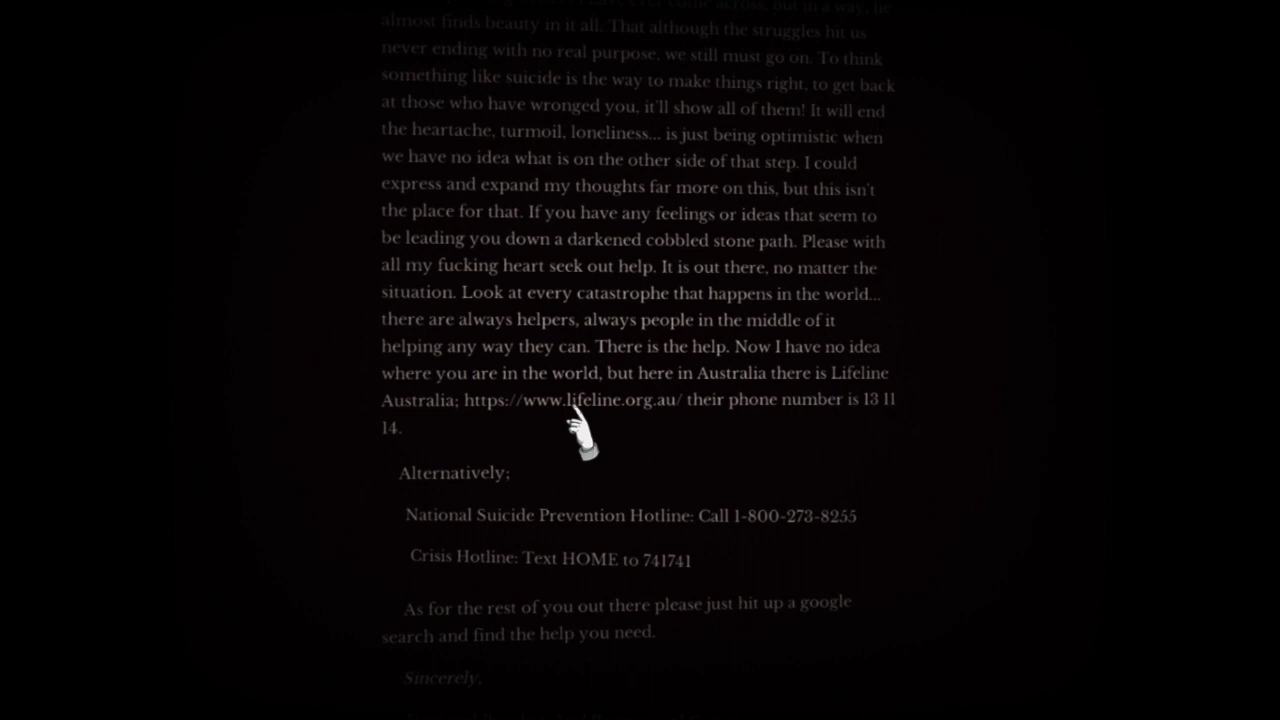 come across, but in a way, he
almost finds beauty in it all. That although the struggles hit us
never ending with no real purpose, we still must go on. To think
something like suicide is the way to make things right, to get back
at those who have wronged you, it'll show all of them! It will end
the heartache, turmoil, loneliness... is just being optimistic when
we have no idea what is on the other side of that step. I could
express and expand my thoughts far more on this, but this isn't
the place for that. If you have any feelings or ideas that seem to
be leading you down a darkened cobbled stone path. Please with
all my fucking heart seek out help. It is out there, no matter the
situation. Look at every catastrophe that happens in the world...
there are always helpers, always people in the middle of it
helping any way they can. There is the help. Now I have no idea
where you are in the world, but here in Australia there is Lifeline
Australia; https://www.lifeline.org.au/ their phone number is 13 11
14.
Alternatively;
National Suicide Prevention Hotline: Call 1-800-273-8255
Crisis Hotline: Text HOME to 741741
As for the rest of you out there please just hit up a google
search and find the help you need.
Sincerely,